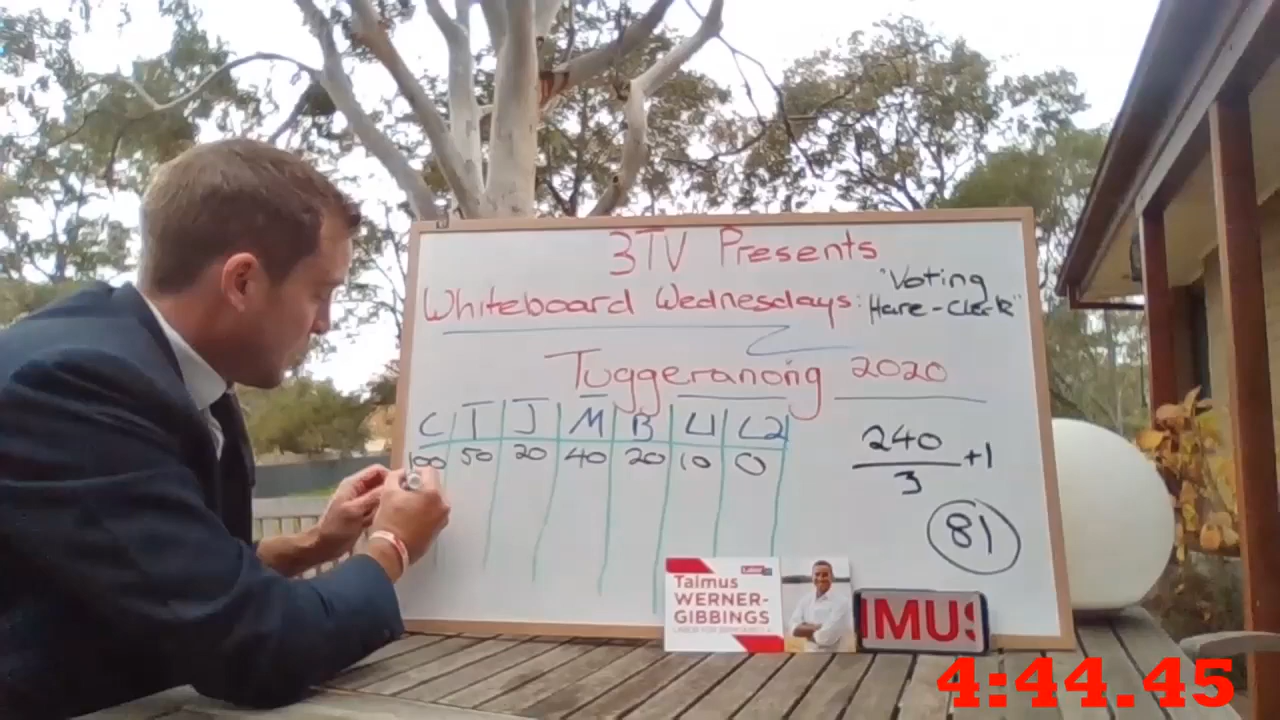 3TV Presents
Whiteboard Wednesdays: "Voting
Hare-Clark"
Tuggeranong 2020
C T J M B L1 L2
100 50 20 40 20 10 0
240
3
+1
81
Labor
Taimus
WERNER-
GIBBINGS
IMUS
4:44.45